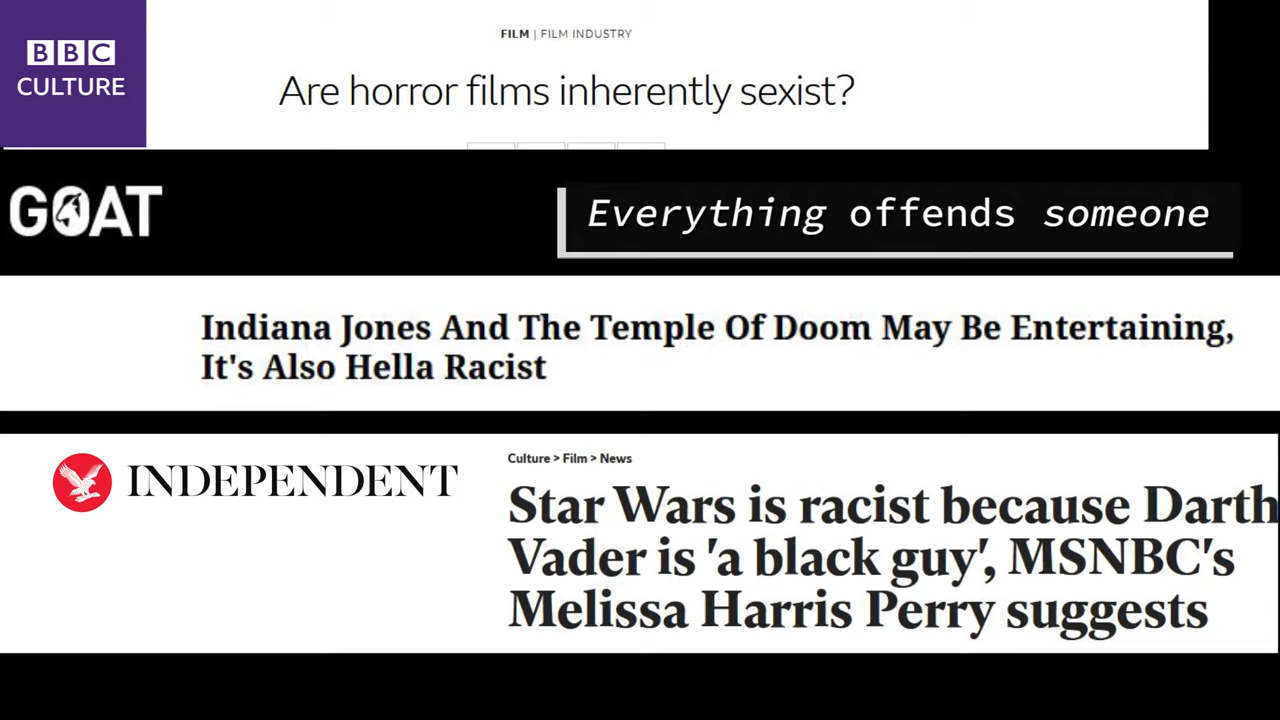 BBC
CULTURE
FILM | FILM INDUSTRY
Are horror films inherently sexist?
GOAT
Everything offends someone
Indiana Jones And The Temple Of Doom May Be Entertaining,
It's Also Hella Racist
INDEPENDENT
Culture > Film > News
Star Wars is racist because Darth
Vader is 'a black guy', MSNBC's
Melissa Harris Perry suggests